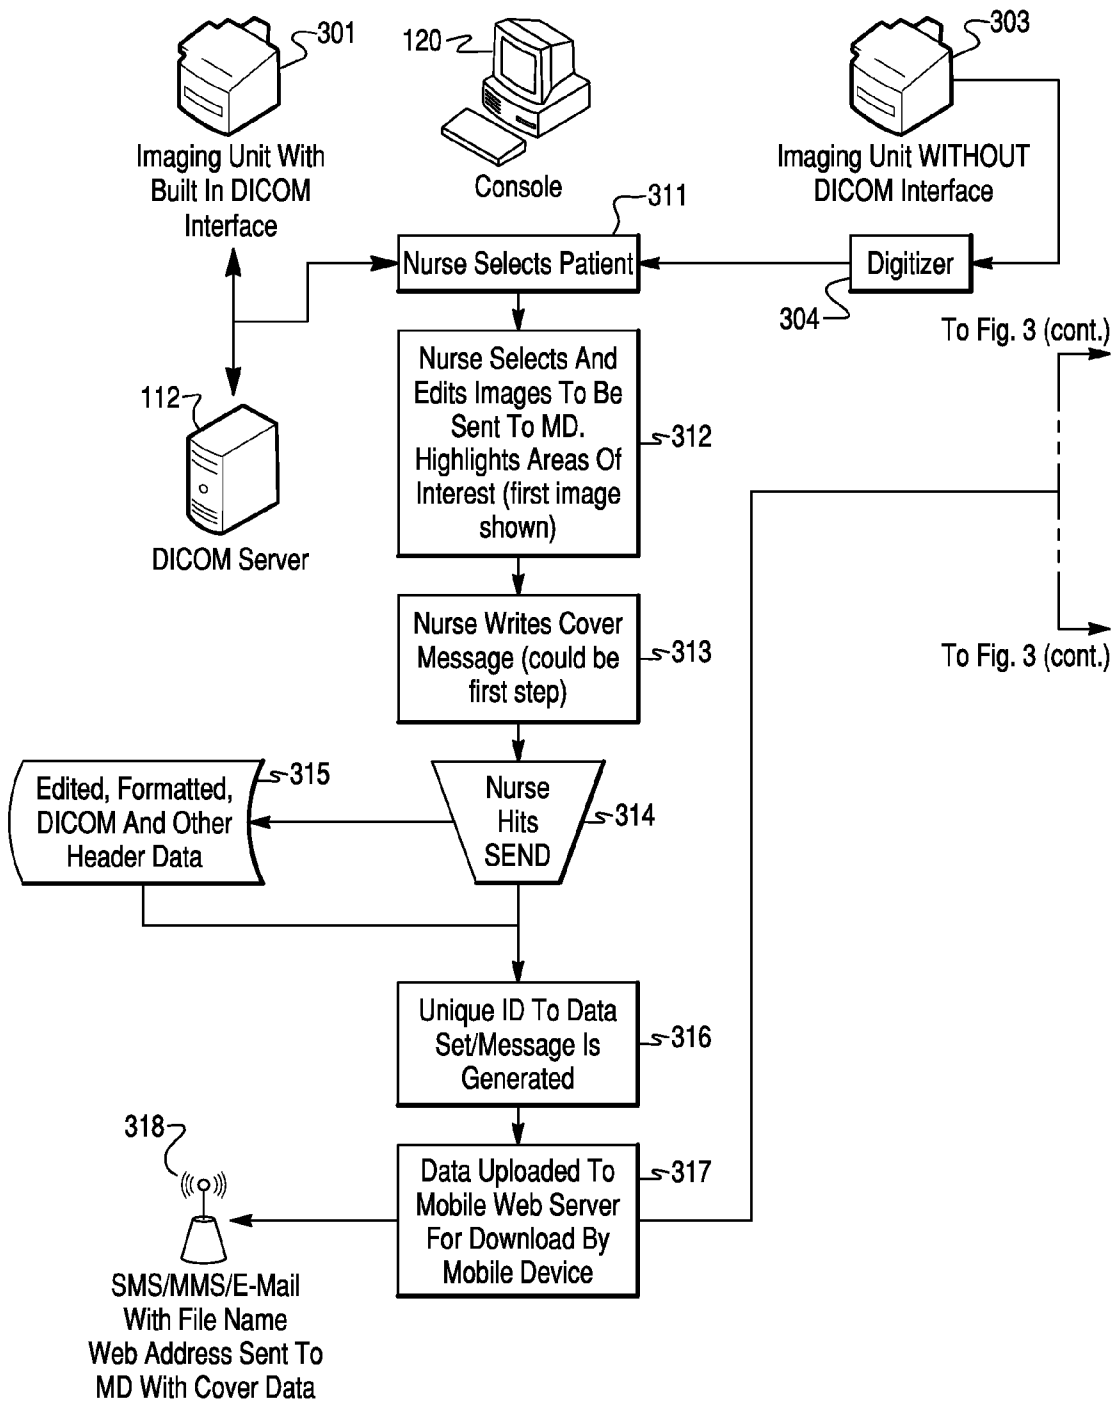 301
Imaging Unit With
Built In DICOM
Interface
120
Console
303
Imaging Unit WITHOUT
DICOM Interface
311
Nurse Selects Patient
Digitizer
304
To Fig. 3 (cont.)
112
DICOM Server
Nurse Selects And
Edits Images To Be
Sent To MD.
Highlights Areas Of
Interest (first image
shown)
312
Nurse Writes Cover
Message (could be
first step)
313
To Fig. 3 (cont.)
Edited, Formatted,
DICOM And Other
Header Data
315
Nurse
Hits
SEND
314
Unique ID To Data
Set/Message Is
Generated
316
318
Data Uploaded To
Mobile Web Server
For Download By
Mobile Device
317
SMS/MMS/E-Mail
With File Name
Web Address Sent To
MD With Cover Data